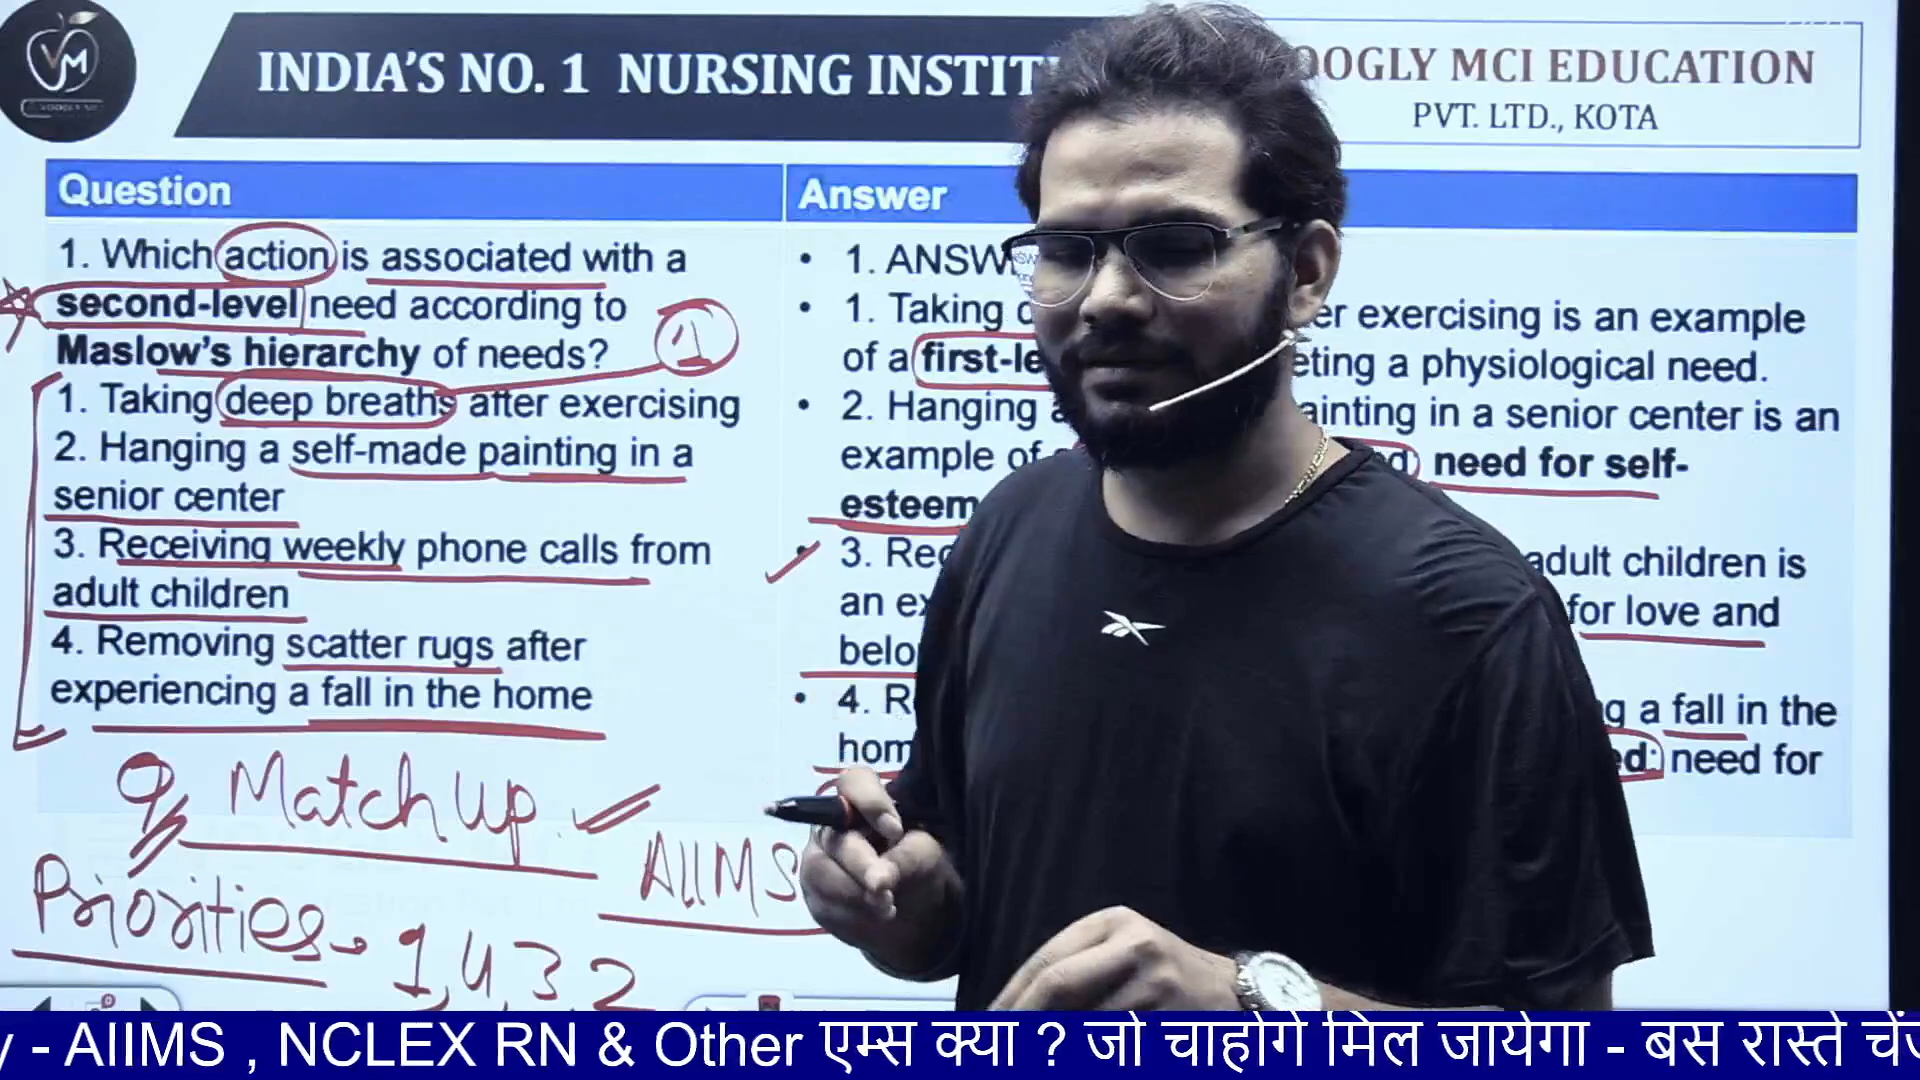 VM
INDIA'S NO. 1 NURSING
OOGLY MCI EDUCATION
PVT. LTD., KOTA
Question
Answer
1. Which action is associated with a
second-level need according to
Maslow's hierarchy of needs?
1. Taking deep breaths after exercising
2. Hanging a self-made painting in a
senior center
3. Receiving weekly phone calls from
adult children
4. Removing scatter rugs after
experiencing a fall in the home
1
• 1.
• 1. Taking er exercising is an example
of a first-le eting a physiological need.
• 2. Hanging ainting in a senior center is an
example of need for self-
esteem
3. adult children is
an for love and
• 4. a fall in the
ed: need for
Q Match up.
AIIMS
Priorities - 1,4,3,2
- AIIMS , NCLEX RN & Other एम्स क्या ? जो चाहोगे मिल जायेगा - बस रास्ते